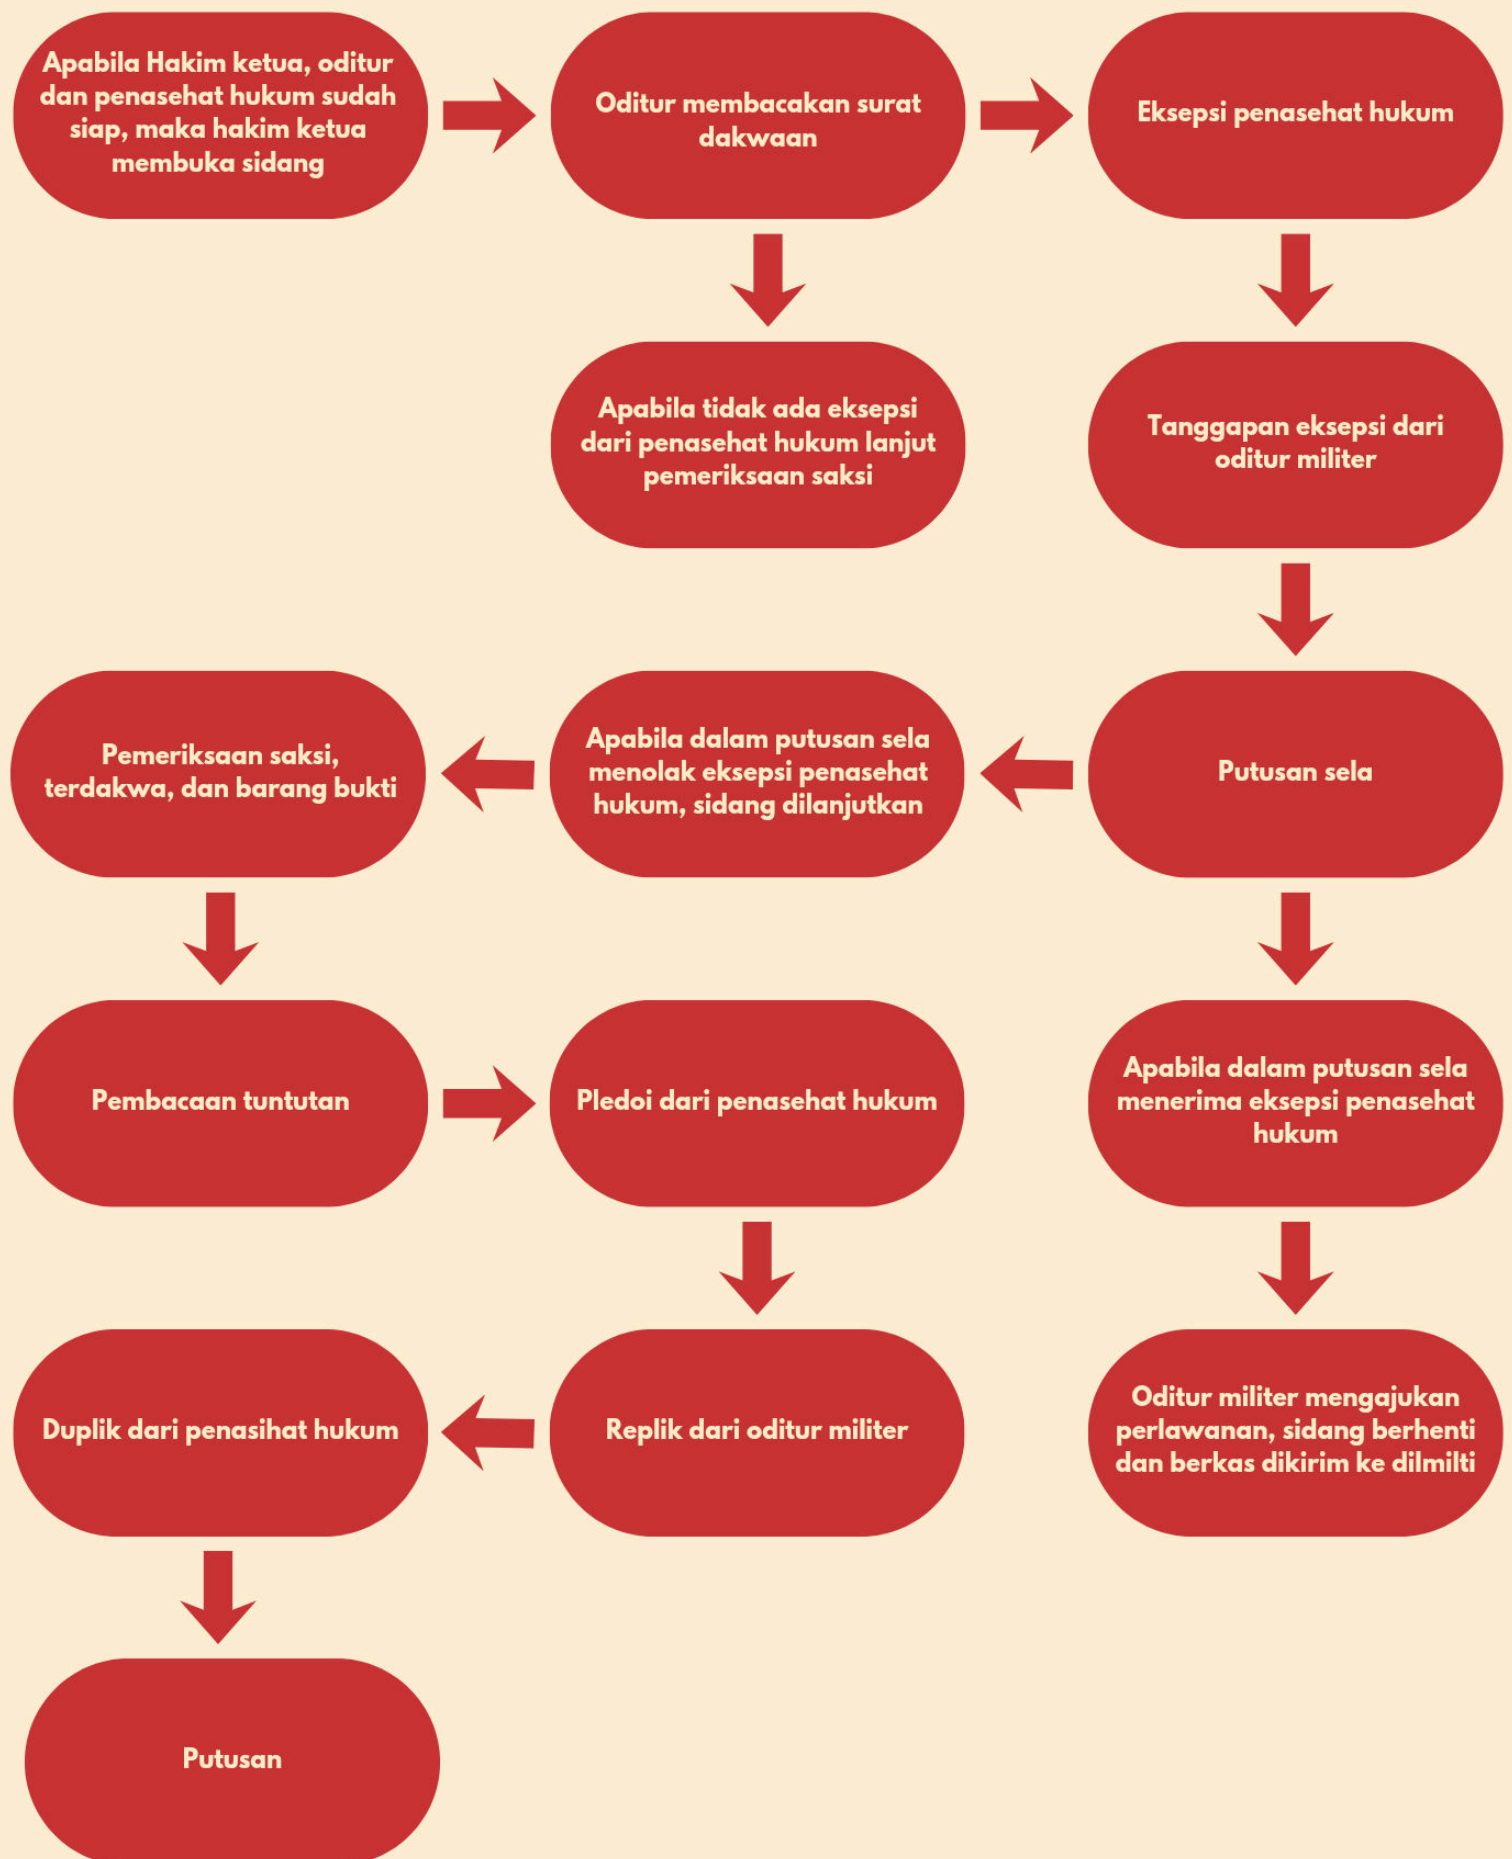 Apabila Hakim ketua, oditur
dan penasehat hukum sudah
siap, maka hakim ketua
membuka sidang
Oditur membacakan surat
dakwaan
Eksepsi penasehat hukum
Apabila tidak ada eksepsi
dari penasehat hukum lanjut
pemeriksaan saksi
Tanggapan eksepsi dari
oditur militer
Putusan sela
Apabila dalam putusan sela
menolak eksepsi penasehat
hukum, sidang dilanjutkan
Pemeriksaan saksi,
terdakwa, dan barang bukti
Pembacaan tuntutan
Pledoi dari penasehat hukum
Apabila dalam putusan sela
menerima eksepsi penasehat
hukum
Oditur militer mengajukan
perlawanan, sidang berhenti
dan berkas dikirim ke dilmilti
Replik dari oditur militer
Duplik dari penasihat hukum
Putusan